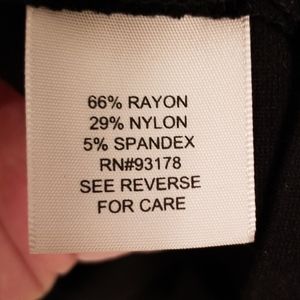 66% RAYON
29% NYLON
5% SPANDEX
RN#93178
SEE REVERSE
FOR CARE